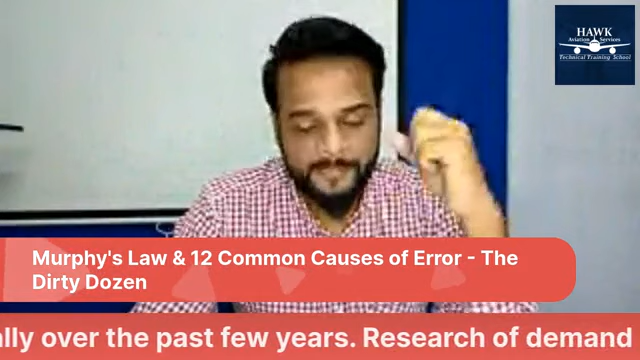 HAWK
Aviation Services
Technical Training School
Murphy's Law & 12 Common Causes of Error - The
Dirty Dozen
lly over the past few years. Research of demand